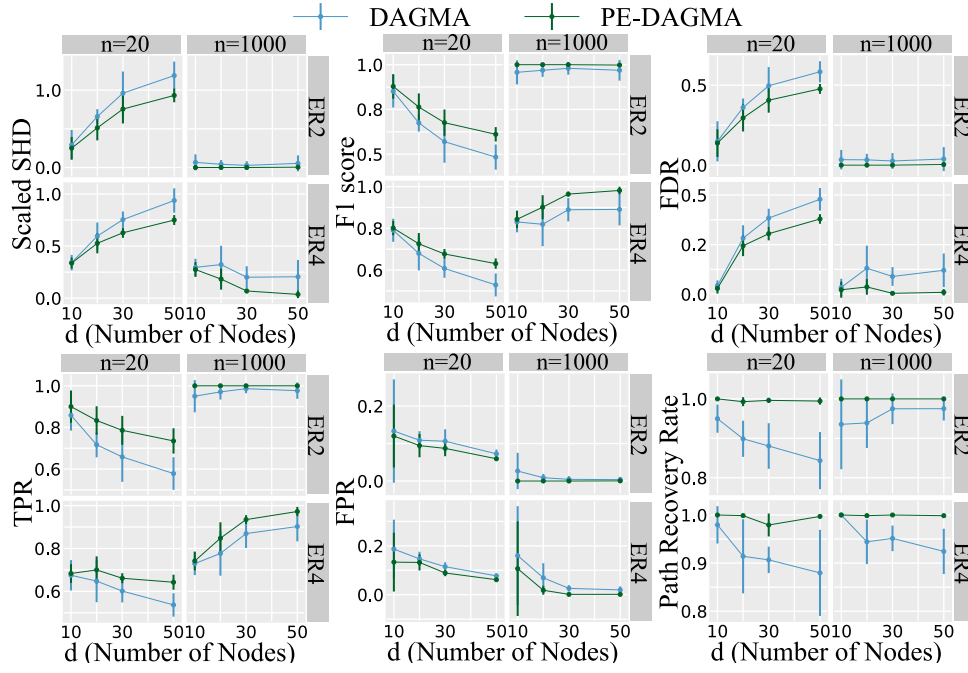 DAGMA PE-DAGMA
n=20 n=1000
Scaled SHD
1.0
0.5
0.0
ER2
1.0
0.5
0.0
ER4
10 30 50 10 30 50
d (Number of Nodes)
n=20 n=1000
F1 score
1.0
0.8
0.5
ER2
1.0
0.8
0.6
ER4
10 30 50 10 30 50
d (Number of Nodes)
n=20 n=1000
FDR
0.5
0.0
ER2
0.5
0.2
0.0
ER4
10 30 50 10 30 50
d (Number of Nodes)
n=20 n=1000
TPR
1.0
0.8
0.6
ER2
1.0
0.8
0.6
ER4
10 30 50 10 30 50
d (Number of Nodes)
n=20 n=1000
FPR
0.2
0.0
ER2
0.2
0.0
ER4
10 30 50 10 30 50
d (Number of Nodes)
n=20 n=1000
Path Recovery Rate
1.0
0.8
ER2
1.0
0.9
0.8
ER4
10 30 50 10 30 50
d (Number of Nodes)